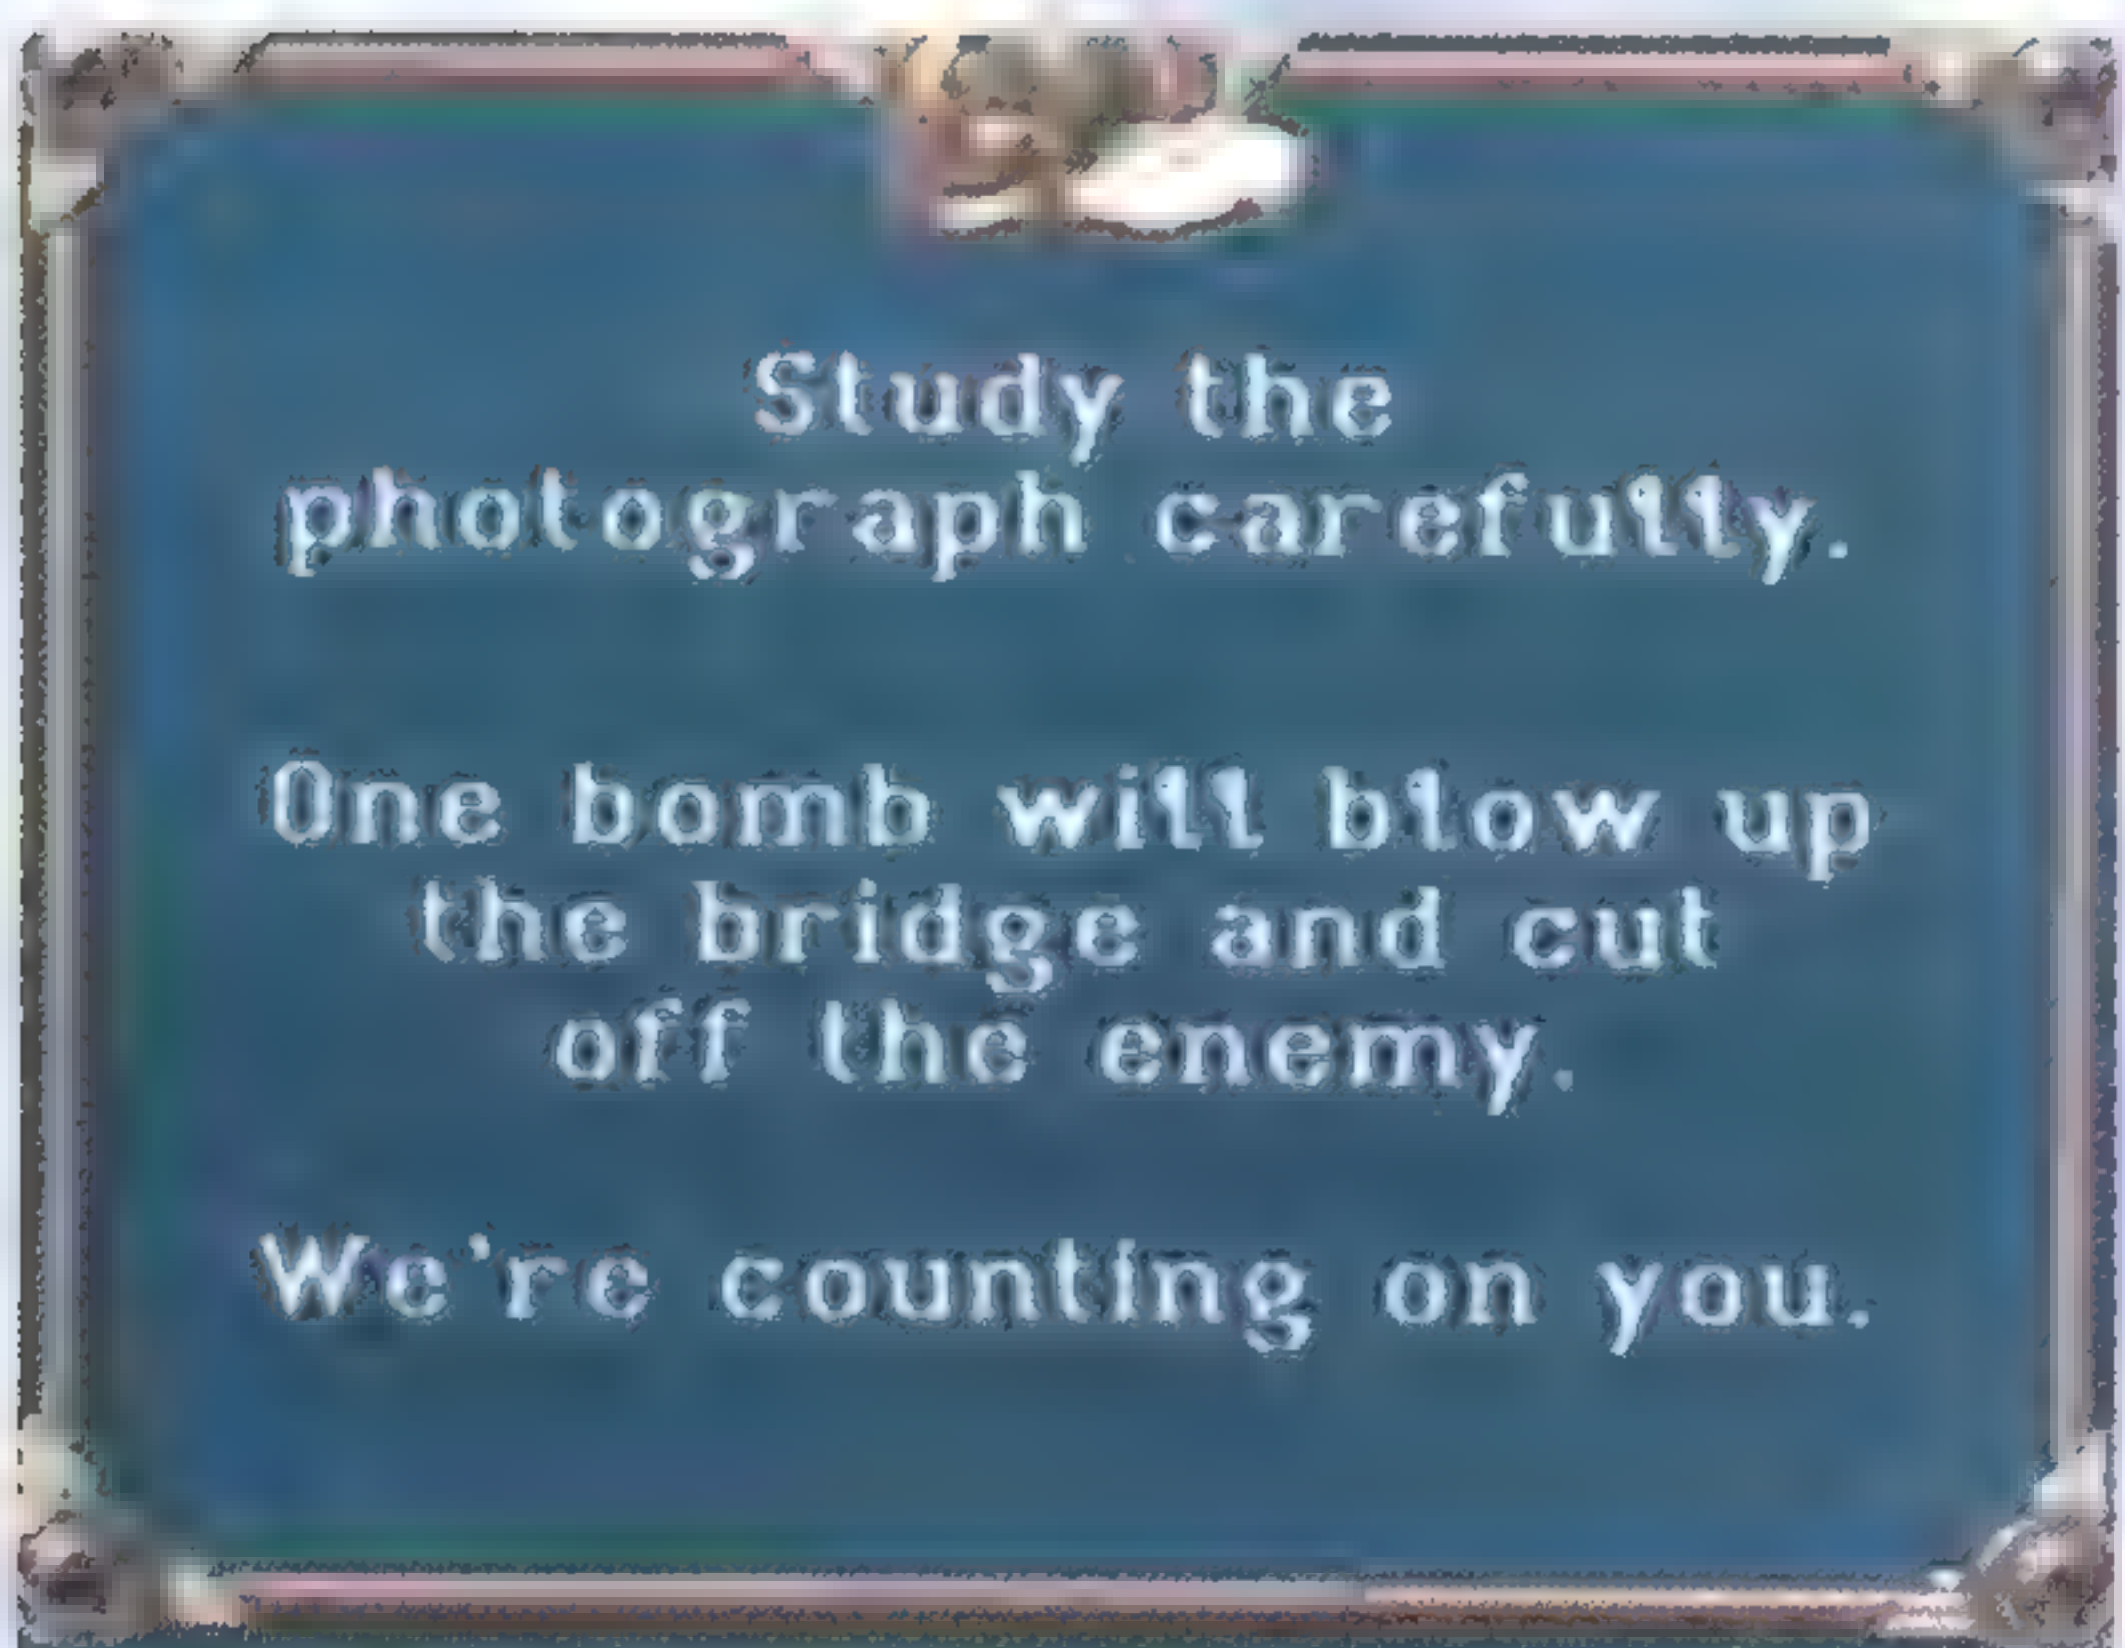 Study the
photograph carefully.
One bomb will blow up
the bridge and cut
off the enemy.
We're counting on you.